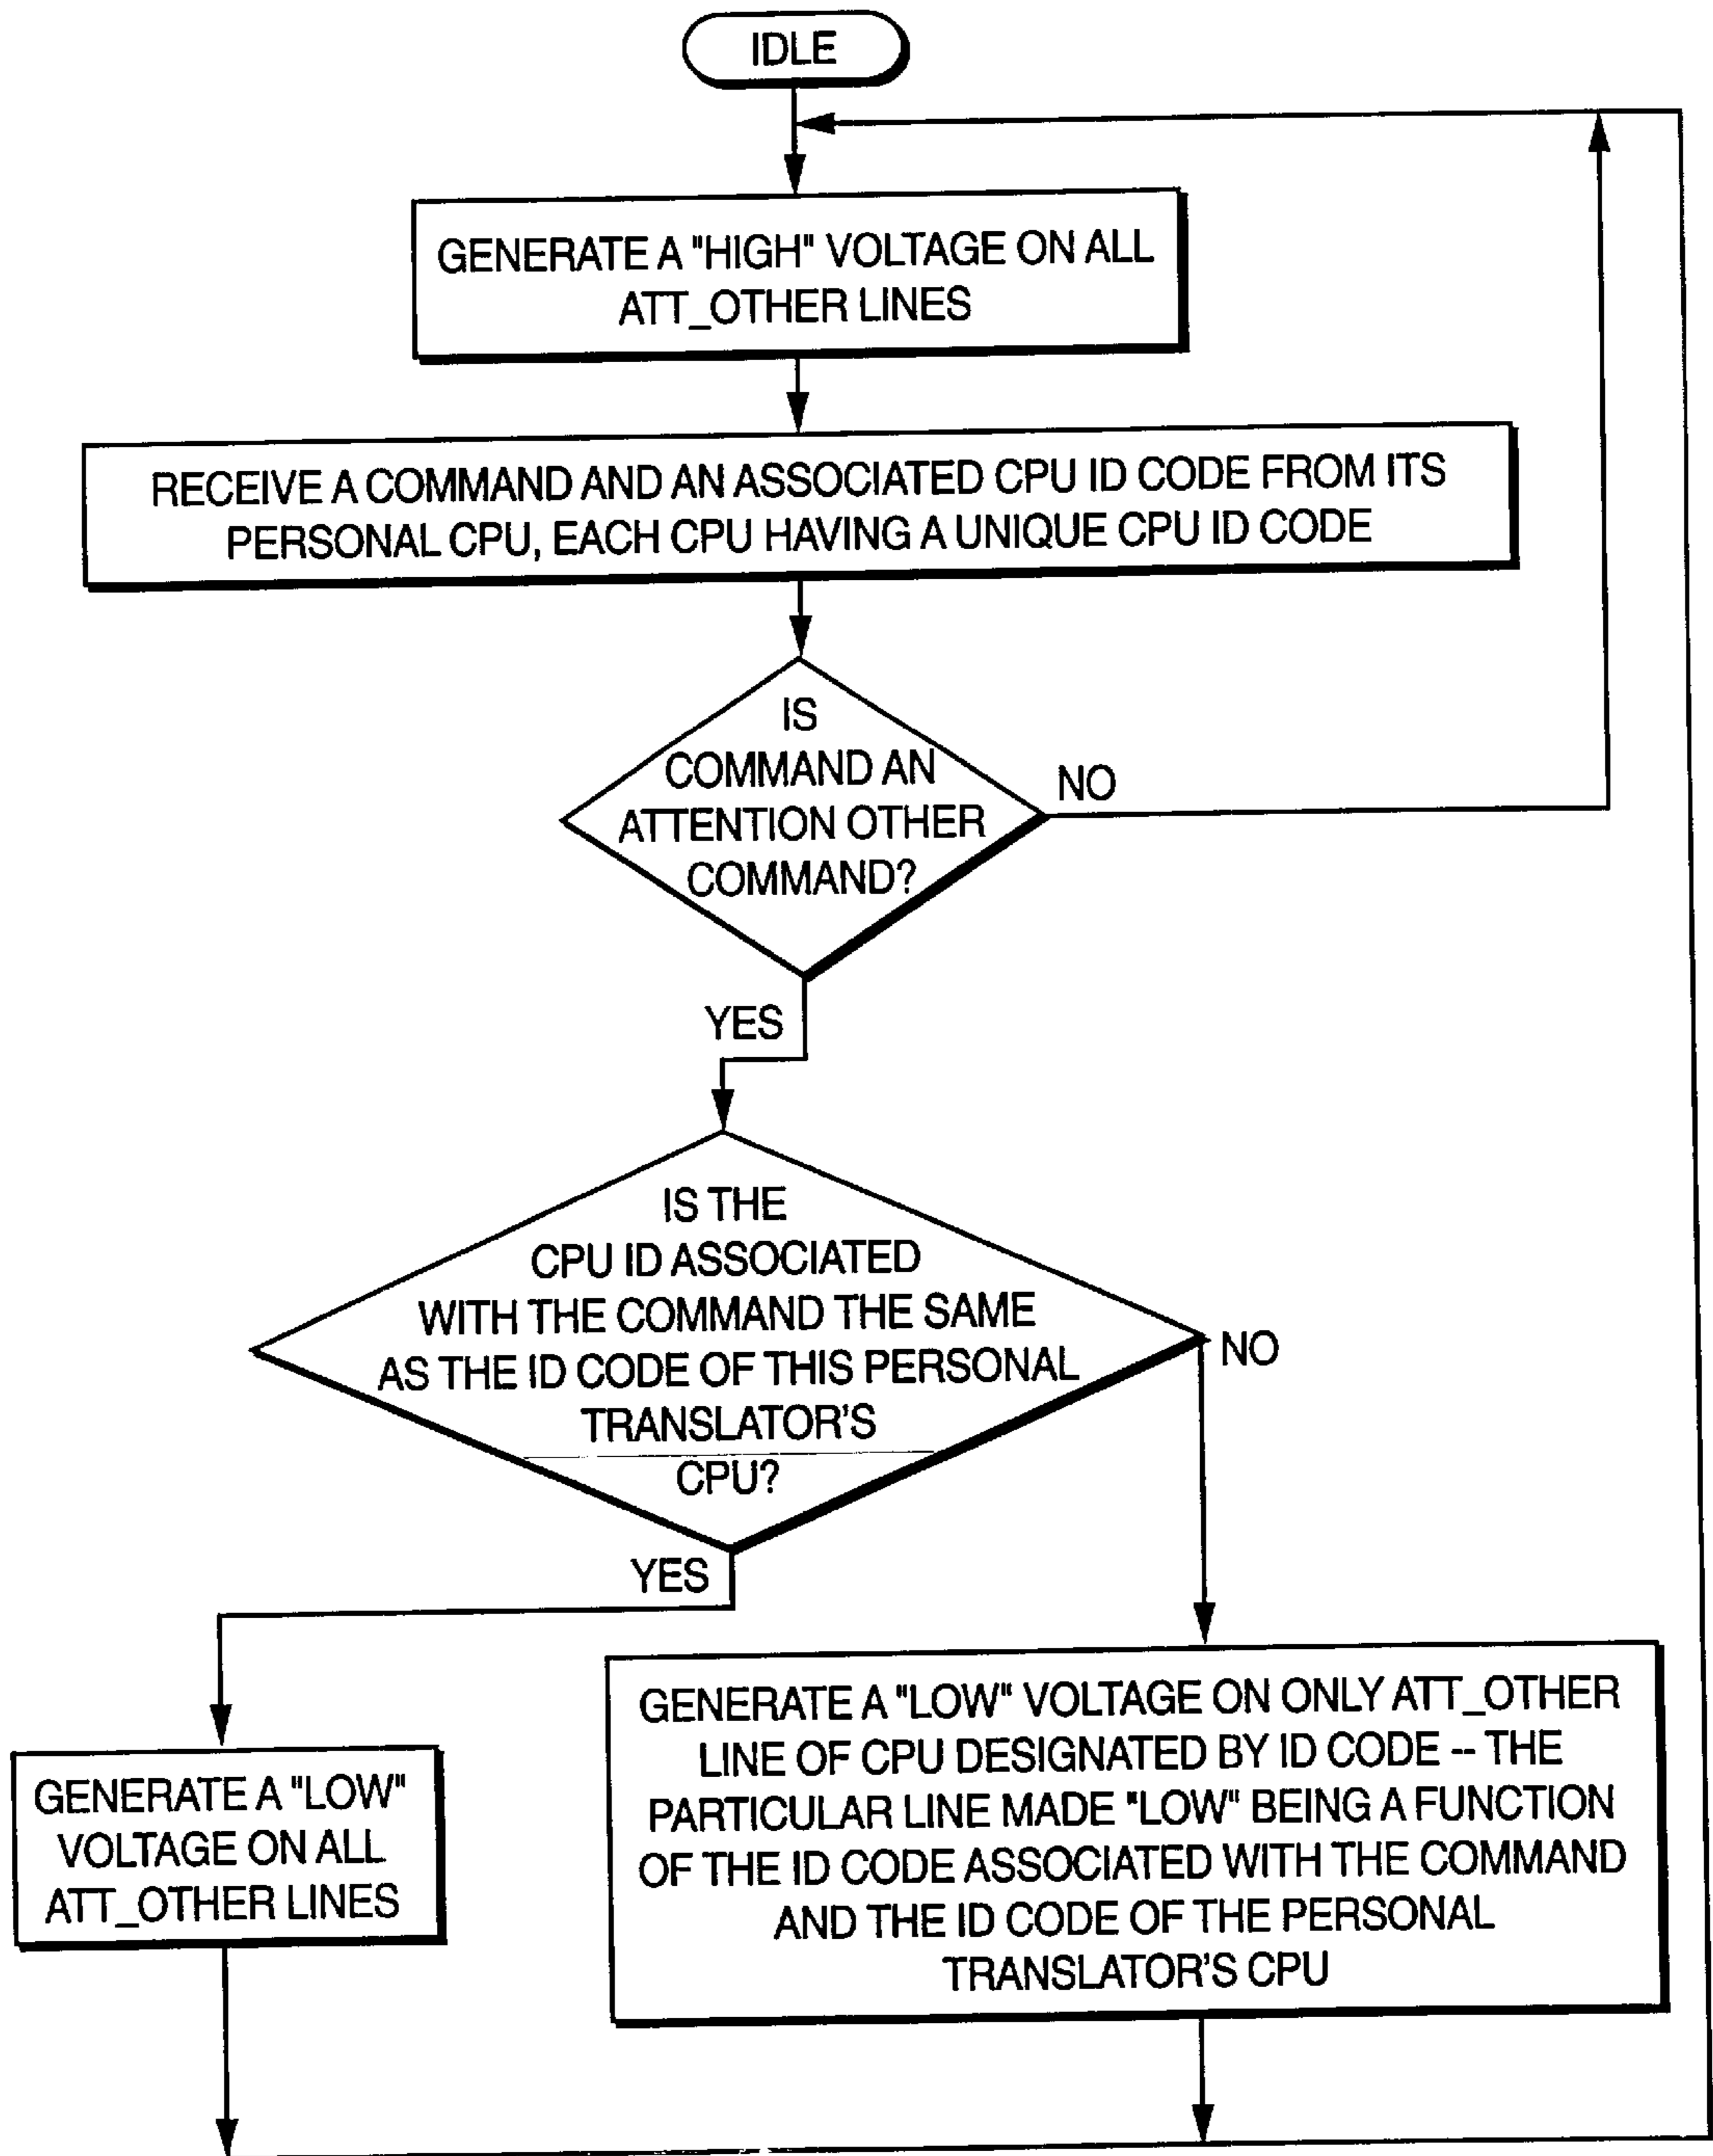 IDLE
GENERATE A "HIGH" VOLTAGE ON ALL
ATT_OTHER LINES
RECEIVE A COMMAND AND AN ASSOCIATED CPU ID CODE FROM ITS
PERSONAL CPU, EACH CPU HAVING A UNIQUE CPU ID CODE
IS
COMMAND AN
ATTENTION OTHER
COMMAND?
NO
YES
IS THE
CPU ID ASSOCIATED
WITH THE COMMAND THE SAME
AS THE ID CODE OF THIS PERSONAL
TRANSLATOR'S
CPU?
NO
YES
GENERATE A "LOW"
VOLTAGE ON ALL
ATT_OTHER LINES
GENERATE A "LOW" VOLTAGE ON ONLY ATT_OTHER
LINE OF CPU DESIGNATED BY ID CODE -- THE
PARTICULAR LINE MADE "LOW" BEING A FUNCTION
OF THE ID CODE ASSOCIATED WITH THE COMMAND
AND THE ID CODE OF THE PERSONAL
TRANSLATOR'S CPU